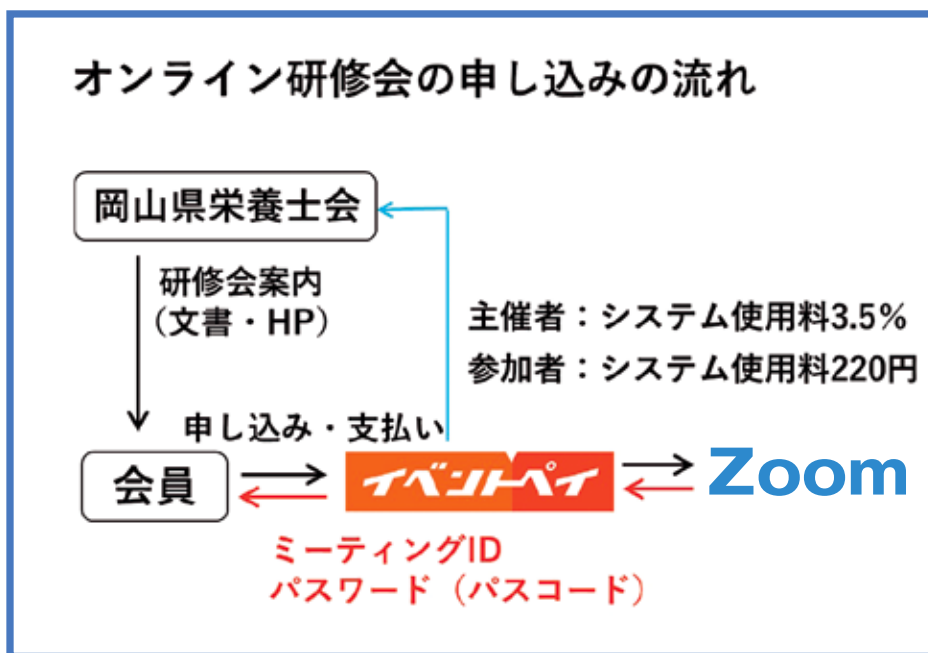 オンライン研修会の申し込みの流れ
岡山県栄養士会
研修会案内
（文書・HP）
主催者：システム使用料3.5%
参加者：システム使用料220円
申し込み・支払い
会員
イベントペイ
Zoom
ミーティングID
パスワード（パスコード）